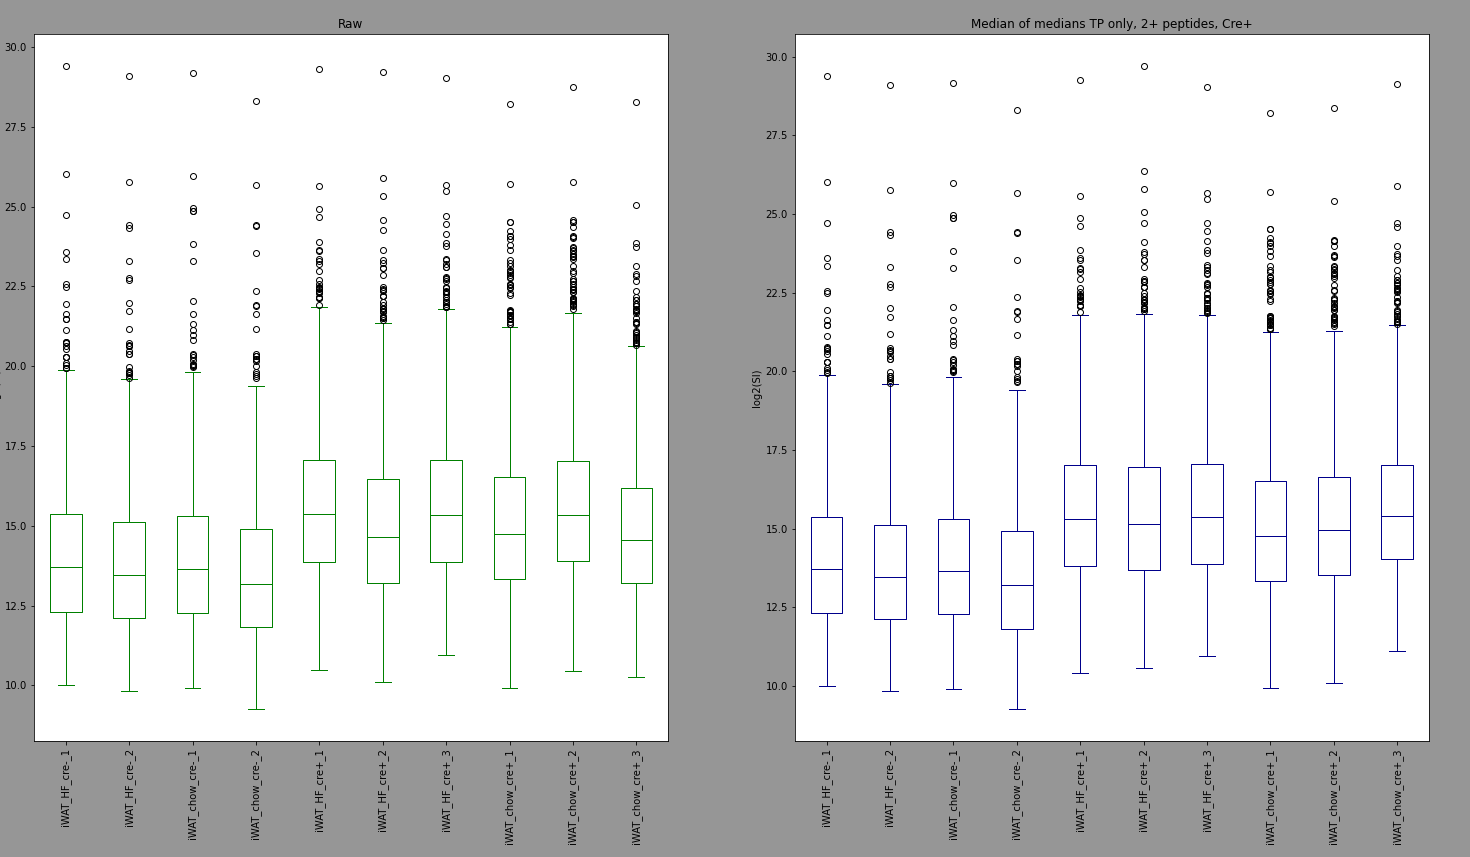 Raw
30.0
27.5
25.0
22.5
20.0
17.5
15.0
12.5
10.0
iWAT_HF_cre-_1
iWAT_HF_cre-_2
iWAT_chow_cre-_1
iWAT_chow_cre-_2
iWAT_HF_cre+_1
iWAT_HF_cre+_2
iWAT_HF_cre+_3
iWAT_chow_cre+_1
iWAT_chow_cre+_2
iWAT_chow_cre+_3
Median of medians TP only, 2+ peptides, Cre+
log2(SI)
30.0
27.5
25.0
22.5
20.0
17.5
15.0
12.5
10.0
iWAT_HF_cre-_1
iWAT_HF_cre-_2
iWAT_chow_cre-_1
iWAT_chow_cre-_2
iWAT_HF_cre+_1
iWAT_HF_cre+_2
iWAT_HF_cre+_3
iWAT_chow_cre+_1
iWAT_chow_cre+_2
iWAT_chow_cre+_3